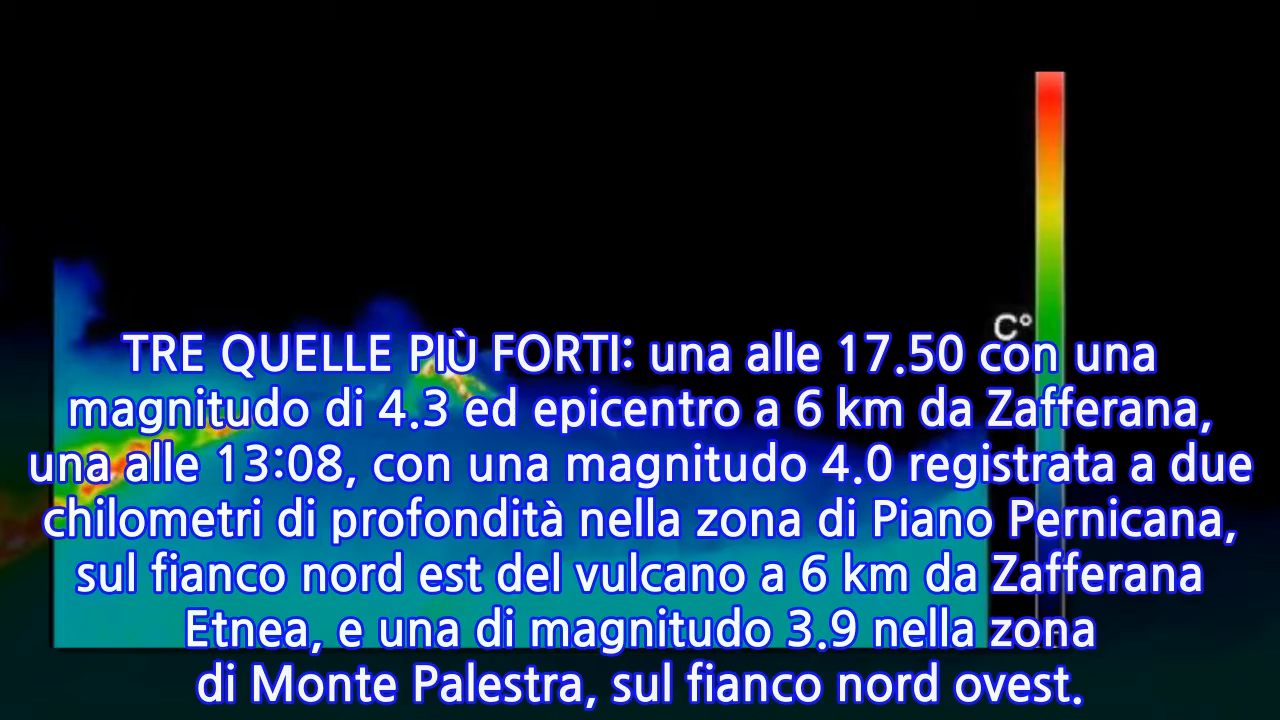 C°
TRE QUELLE PIÙ FORTI: una alle 17.50 con una
magnitudo di 4.3 ed epicentro a 6 km da Zafferana,
una alle 13:08, con una magnitudo 4.0 registrata a due
chilometri di profondità nella zona di Piano Pernicana,
sul fianco nord est del vulcano a 6 km da Zafferana
Etnea, e una di magnitudo 3.9 nella zona
di Monte Palestra, sul fianco nord ovest.